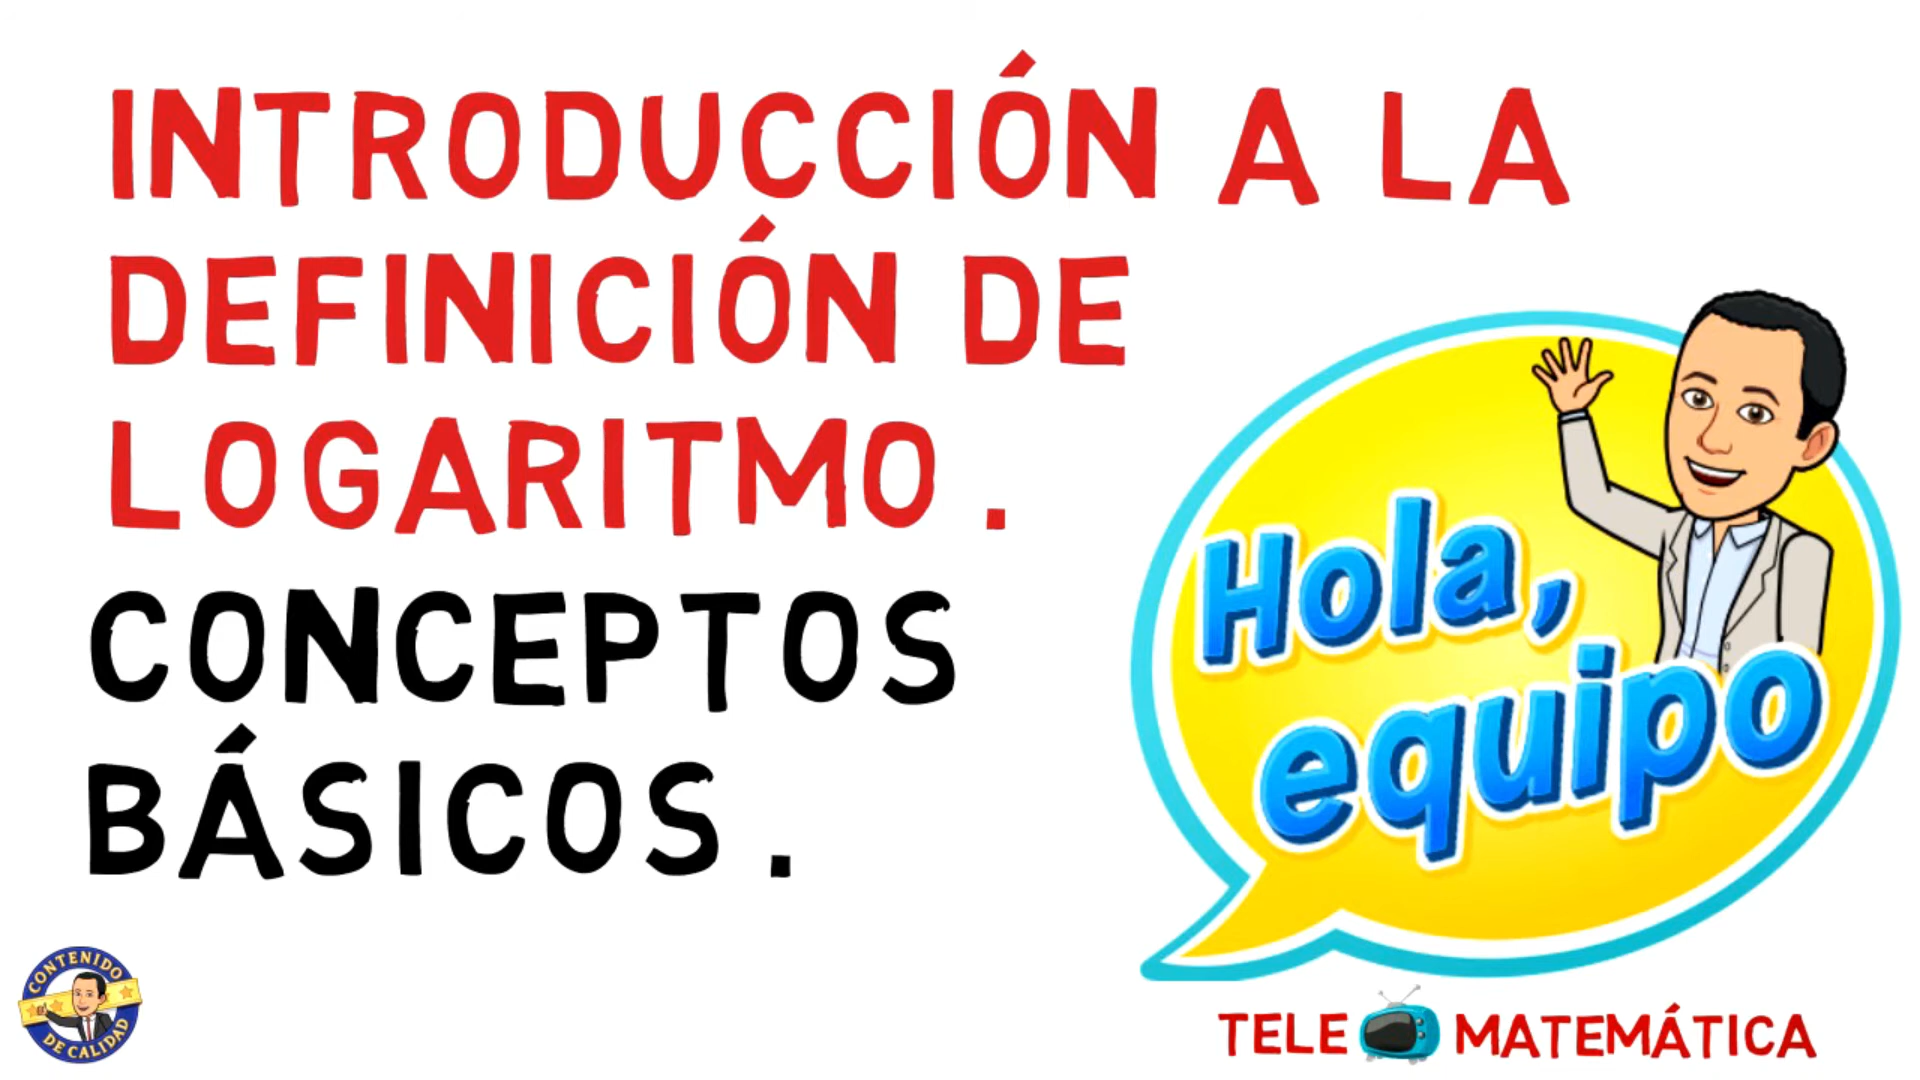 INTRODUCCIÓN A LA
DEFINICIÓN DE
LOGARITMO.
CONCEPTOS
BÁSICOS.
Hola,
equipo
CONTENIDO
DE CALIDAD
TELE MATEMÁTICA